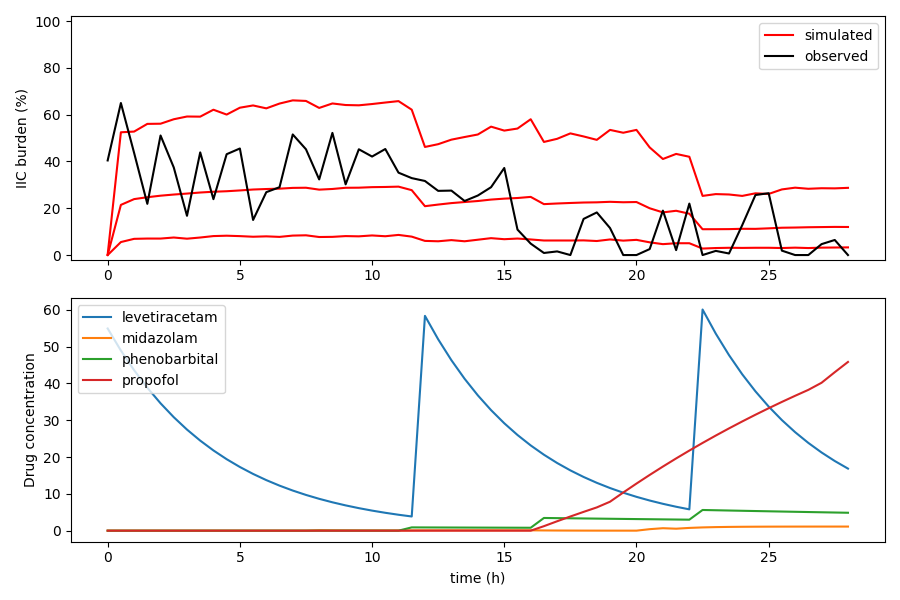 100
80
60
40
20
0
IIC burden (%)
simulated
observed
0 5 10 15 20 25
60
50
40
30
20
10
0
Drug concentration
levetiracetam
midazolam
phenobarbital
propofol
0 5 10 15 20 25
time (h)